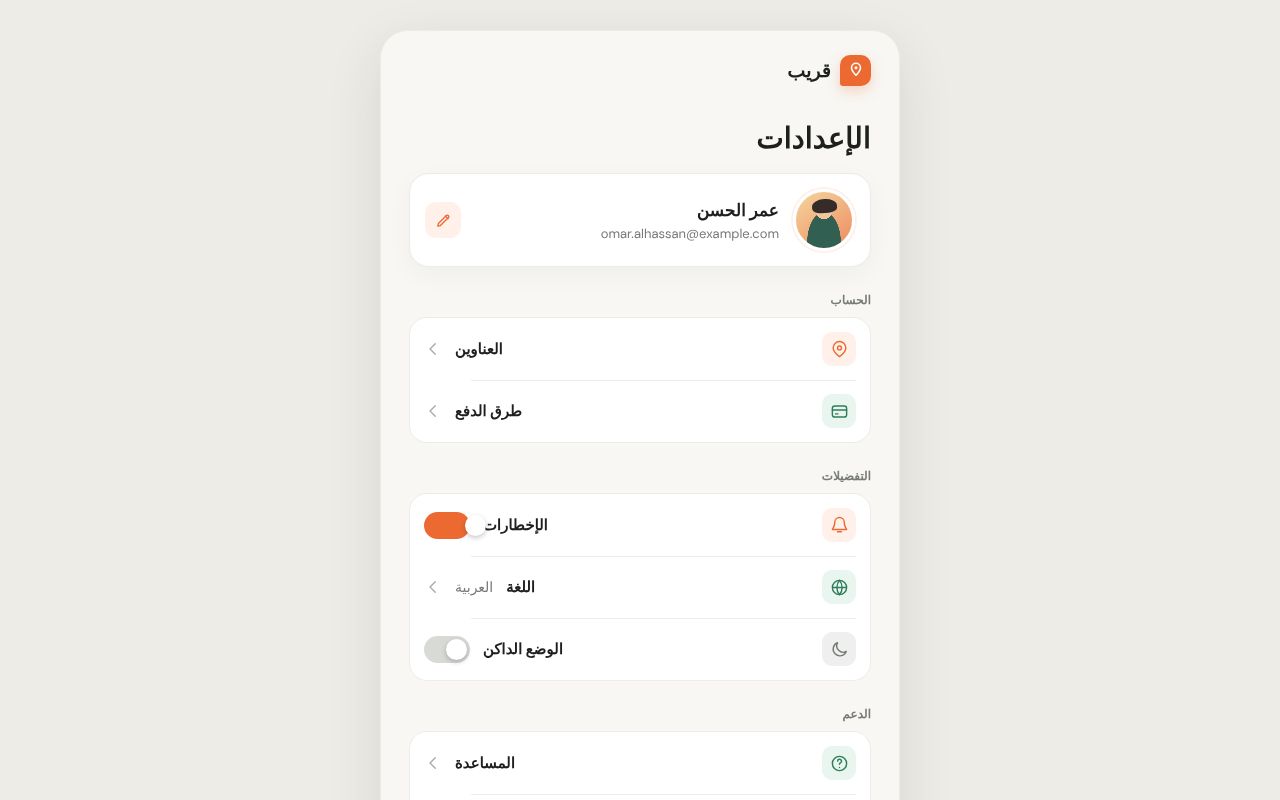 قريب
الإعدادات
عمر الحسن
omar.alhassan@example.com
الحساب
العناوين
طرق الدفع
التفضيلات
الإخطارات
اللغة العربية
الوضع الداكن
الدعم
المساعدة